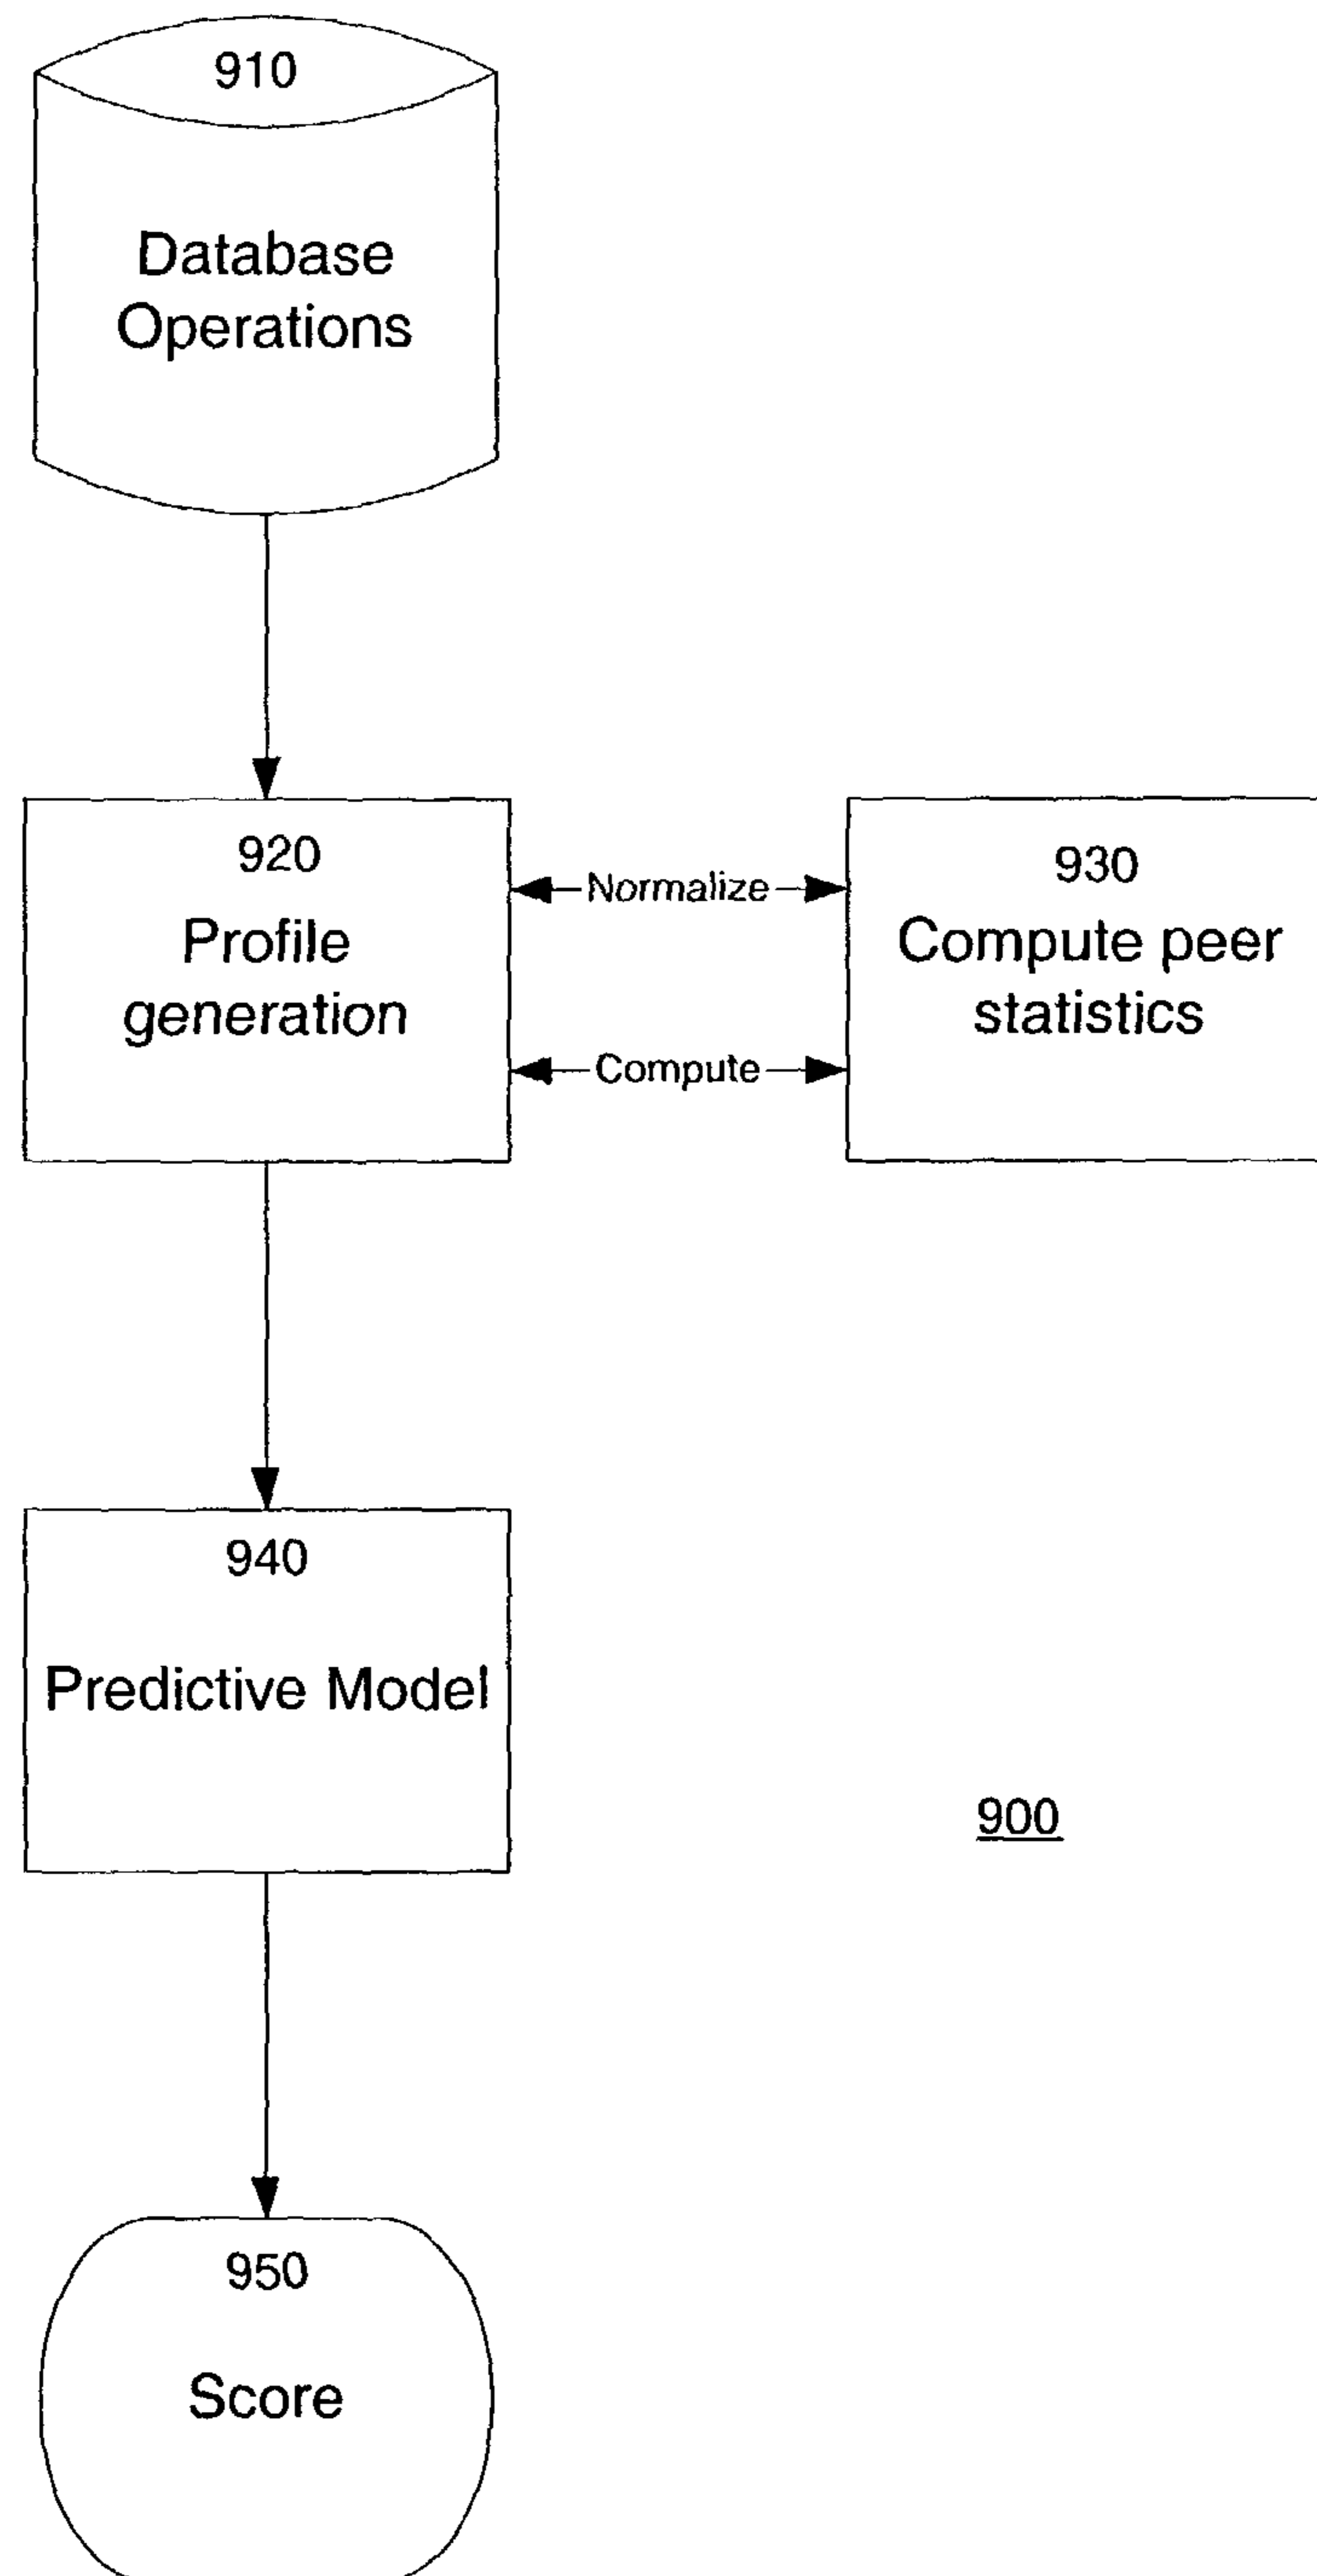 910
Database
Operations
920
Profile
generation
Normalize
Compute
930
Compute peer
statistics
940
Predictive Model
900
950
Score